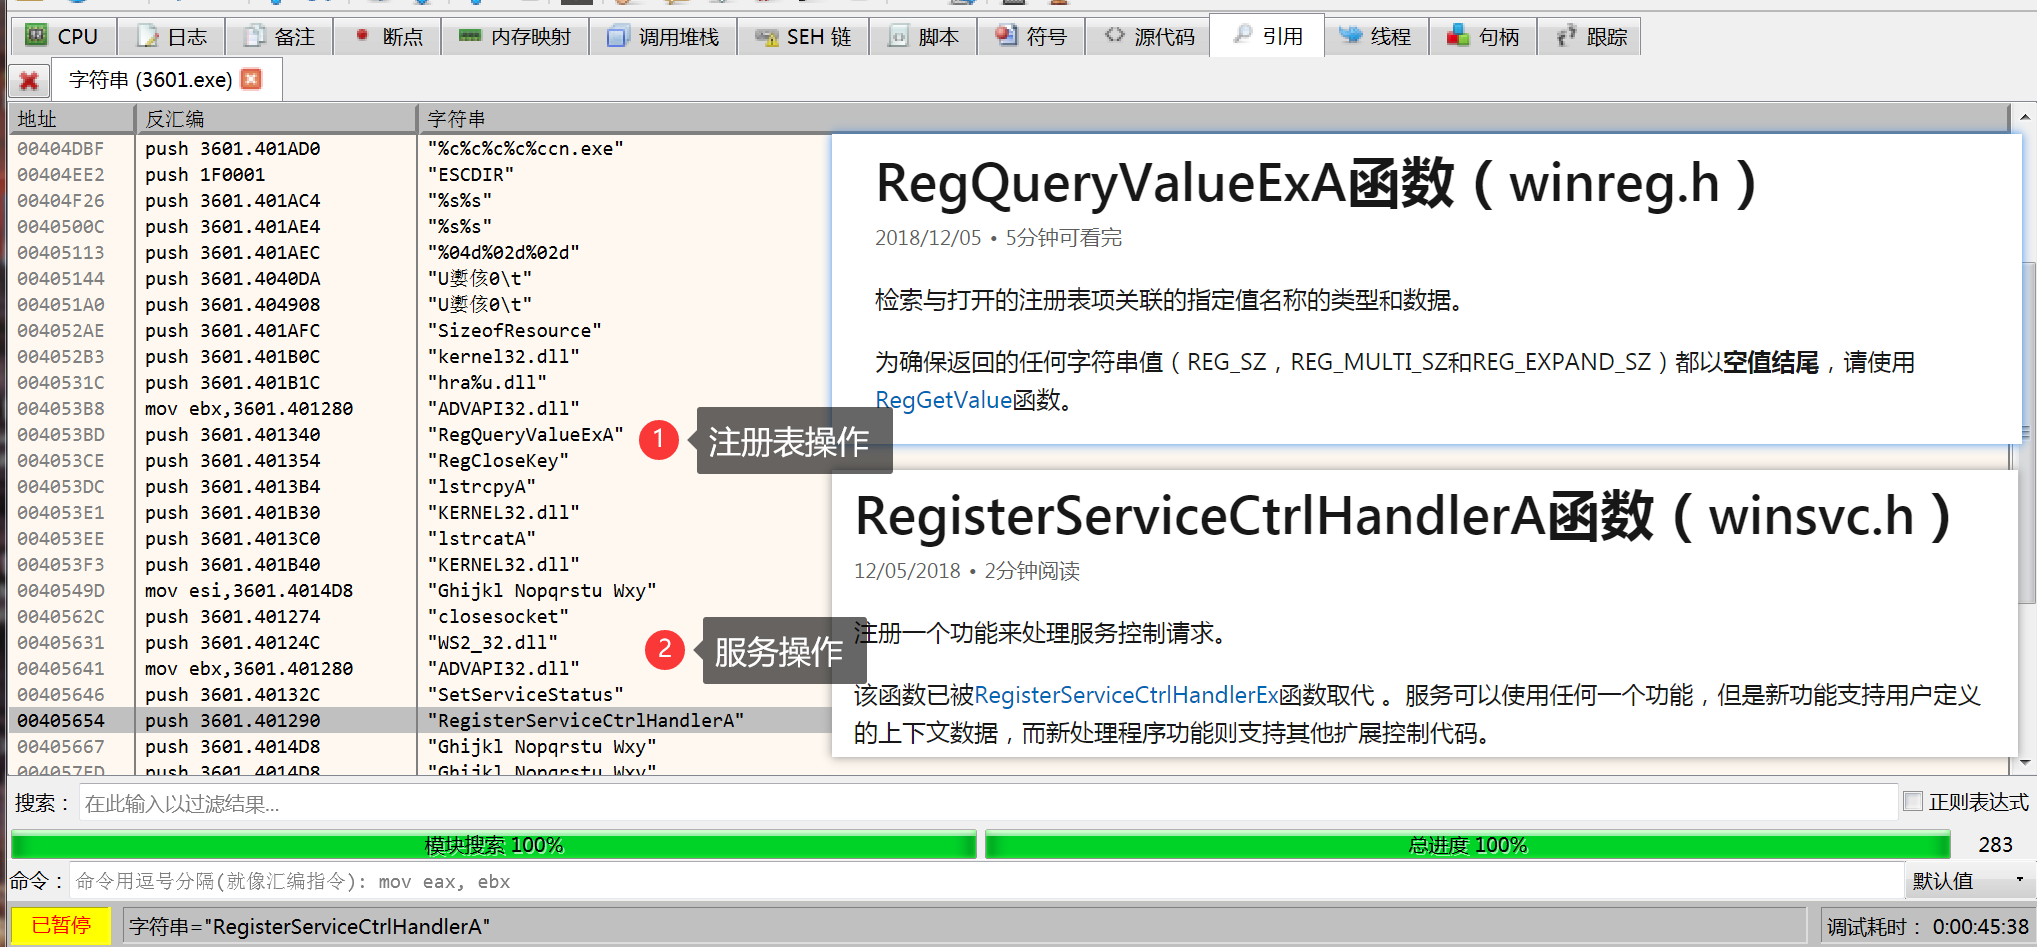 CPU 日志 备注 断点 内存映射 调用堆栈 SEH 链 脚本 符号 源代码 引用 线程 句柄 跟踪
字符串 (3601.exe)
地址 反汇编 字符串
00404DBF push 3601.401AD0 "%c%c%c%c%ccn.exe"
00404EE2 push 1F0001 "ESCDIR"
00404F26 push 3601.401AC4 "%s%s"
0040500C push 3601.401AE4 "%s%s"
00405113 push 3601.401AEC "%04d%02d%02d"
00405144 push 3601.4040DA "U嬱侅0\t"
004051A0 push 3601.404908 "U嬱侅0\t"
004052AE push 3601.401AFC "SizeofResource"
004052B3 push 3601.401B0C "kernel32.dll"
0040531C push 3601.401B1C "hra%u.dll"
004053B8 mov ebx,3601.401280 "ADVAPI32.dll"
004053BD push 3601.401340 "RegQueryValueExA"
004053CE push 3601.401354 "RegCloseKey"
004053DC push 3601.4013B4 "lstrcpyA"
004053E1 push 3601.401B30 "KERNEL32.dll"
004053EE push 3601.4013C0 "lstrcatA"
004053F3 push 3601.401B40 "KERNEL32.dll"
0040549D mov esi,3601.4014D8 "Ghijkl Nopqrstu Wxy"
0040562C push 3601.401274 "closesocket"
00405631 push 3601.40124C "WS2_32.dll"
00405641 mov ebx,3601.401280 "ADVAPI32.dll"
00405646 push 3601.40132C "SetServiceStatus"
00405654 push 3601.401290 "RegisterServiceCtrlHandlerA"
00405667 push 3601.4014D8 "Ghijkl Nopqrstu Wxy"
004057ED push 3601.4014D8 "Ghijkl Nopqrstu Wxy"
1 注册表操作
2 服务操作
RegQueryValueExA函数（winreg.h）
2018/12/05 • 5分钟可看完
检索与打开的注册表项关联的指定值名称的类型和数据。
为确保返回的任何字符串值（REG_SZ，REG_MULTI_SZ和REG_EXPAND_SZ）都以空值结尾，请使用
RegGetValue函数。
RegisterServiceCtrlHandlerA函数（winsvc.h）
12/05/2018 • 2分钟阅读
注册一个功能来处理服务控制请求。
该函数已被RegisterServiceCtrlHandlerEx函数取代 。服务可以使用任何一个功能，但是新功能支持用户定义
的上下文数据，而新处理程序功能则支持其他扩展控制代码。
搜索： 在此输入以过滤结果... 正则表达式
模块搜索 100% 总进度 100% 283
命令： 命令用逗号分隔(就像汇编指令): mov eax, ebx 默认值
已暂停 字符串="RegisterServiceCtrlHandlerA" 调试耗时： 0:00:45:38